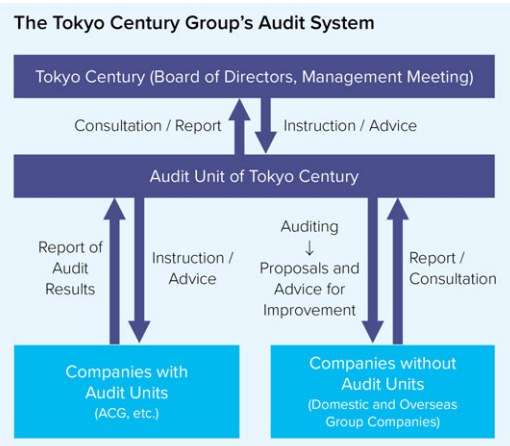 The Tokyo Century Group's Audit System
Tokyo Century (Board of Directors, Management Meeting)
Consultation / Report
Instruction / Advice
Audit Unit of Tokyo Century
Report of
Audit
Results
Instruction /
Advice
Auditing
↓
Proposals and
Advice for
Improvement
Report /
Consultation
Companies with
Audit Units
(ACG, etc.)
Companies without
Audit Units
(Domestic and Overseas
Group Companies)